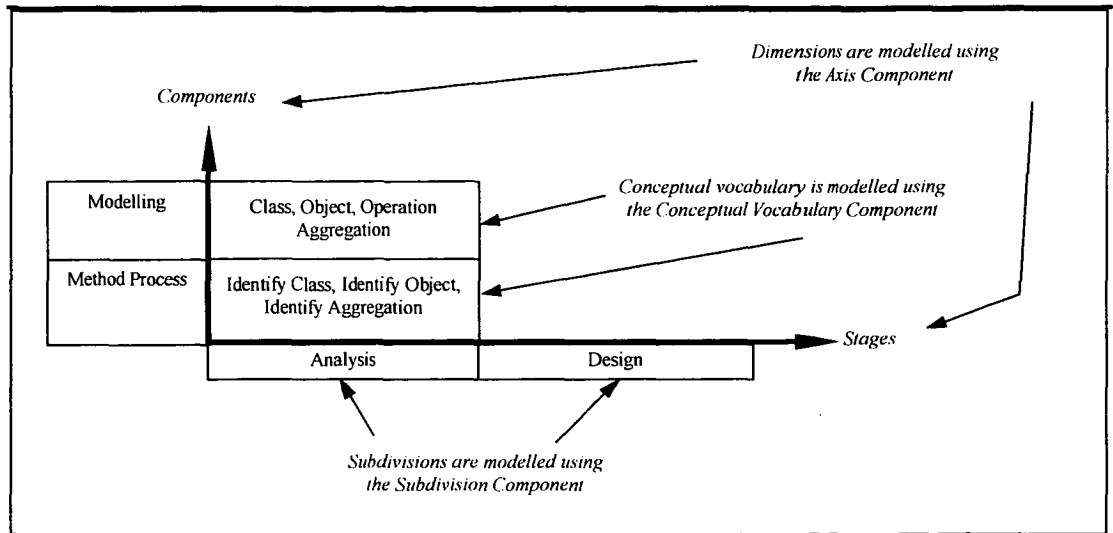 Dimensions are modelled using
the Axis Component
Components
Modelling
Class, Object, Operation
Aggregation
Conceptual vocabulary is modelled using
the Conceptual Vocabulary Component
Method Process
Identify Class, Identify Object,
Identify Aggregation
Stages
Analysis
Design
Subdivisions are modelled using
the Subdivision Component